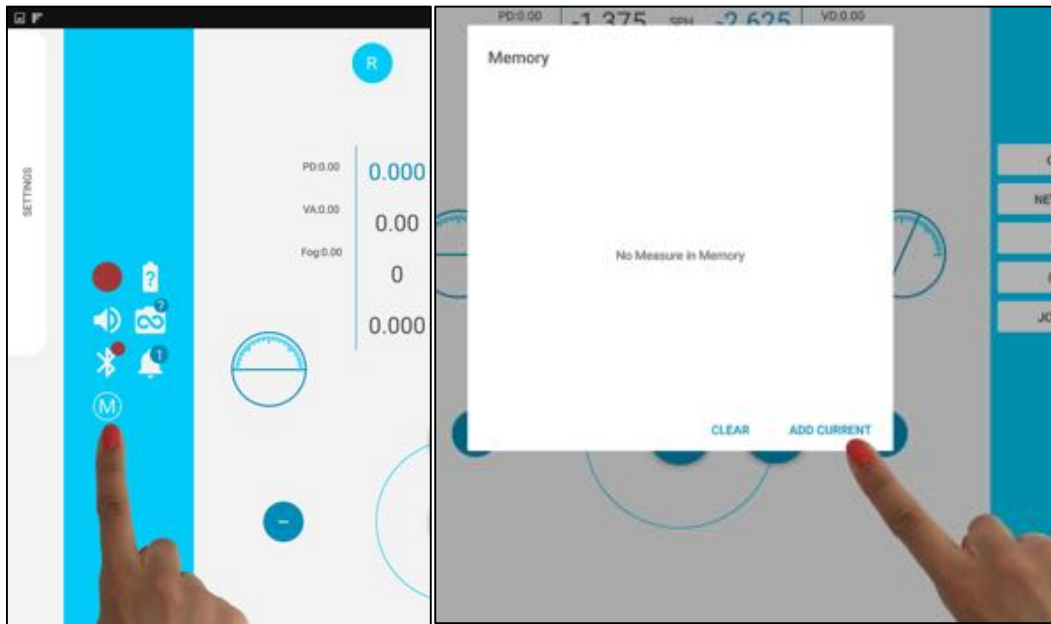 SETTINGS
R
PD:0.00 0.000
VA:0.00 0.00
Fog:0.00 0
0.000
?
?
1
M
−
PD:0.00 -1.375 SPH -2.625 VD:0.00
Memory
No Measure in Memory
CLEAR ADD CURRENT